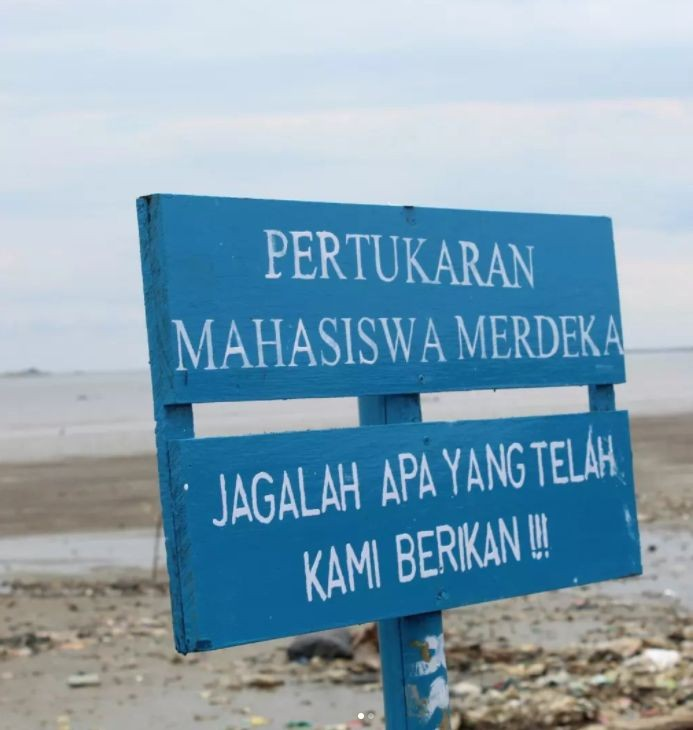 PERTUKARAN
MAHASISWA MERDEKA
JAGALAH APA YANG TELAH
KAMI BERIKAN !!!